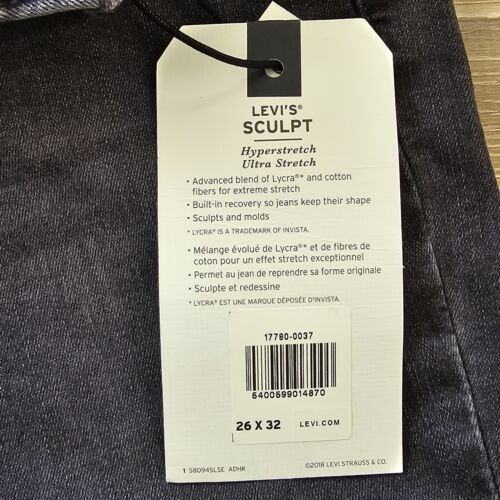 LEVI'S®
SCULPT
Hyperstretch
Ultra Stretch
• Advanced blend of Lycra®* and cotton
fibers for extreme stretch
• Built-in recovery so jeans keep their shape
• Sculpts and molds
* LYCRA® IS A TRADEMARK OF INVISTA.
• Mélange évolué de Lycra®* et de fibres de
coton pour un effet stretch exceptionnel
• Permet au jean de reprendre sa forme originale
• Sculpte et redessine
* LYCRA® EST UNE MARQUE DÉPOSÉE D'INVISTA.
17780-0037
5400599014870
26 X 32 LEVI.COM
1 S80945LSE ADHK ©2018 LEVI STRAUSS & CO.